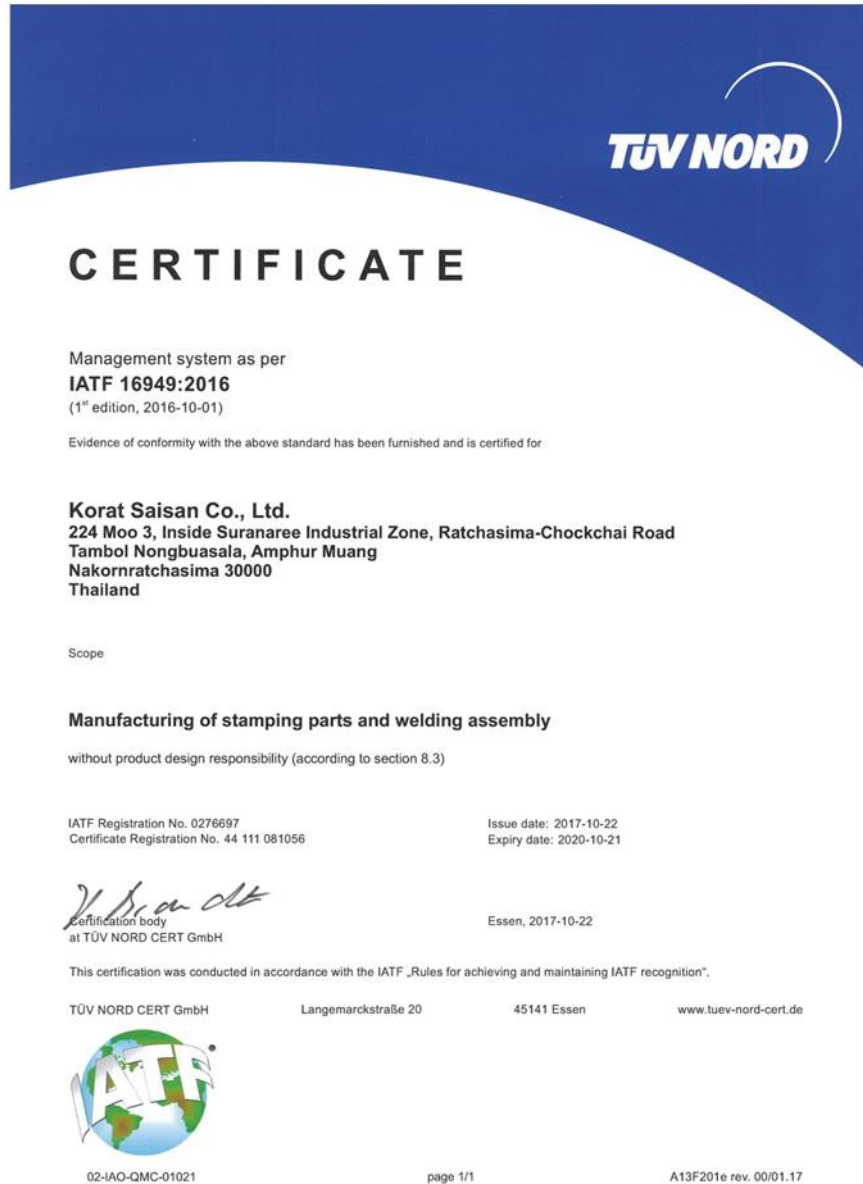 TÜV NORD
CERTIFICATE
Management system as per
IATF 16949:2016
(1st edition, 2016-10-01)
Evidence of conformity with the above standard has been furnished and is certified for
Korat Saisan Co., Ltd.
224 Moo 3, Inside Suranaree Industrial Zone, Ratchasima-Chockchai Road
Tambol Nongbuasala, Amphur Muang
Nakornratchasima 30000
Thailand
Scope
Manufacturing of stamping parts and welding assembly
without product design responsibility (according to section 8.3)
IATF Registration No. 0276697
Certificate Registration No. 44 111 081056
Issue date: 2017-10-22
Expiry date: 2020-10-21
Certification body
at TÜV NORD CERT GmbH
Essen, 2017-10-22
This certification was conducted in accordance with the IATF „Rules for achieving and maintaining IATF recognition".
TÜV NORD CERT GmbH Langemarckstraße 20 45141 Essen www.tuev-nord-cert.de
IATF
02-IAO-QMC-01021 page 1/1 A13F201e rev. 00/01.17